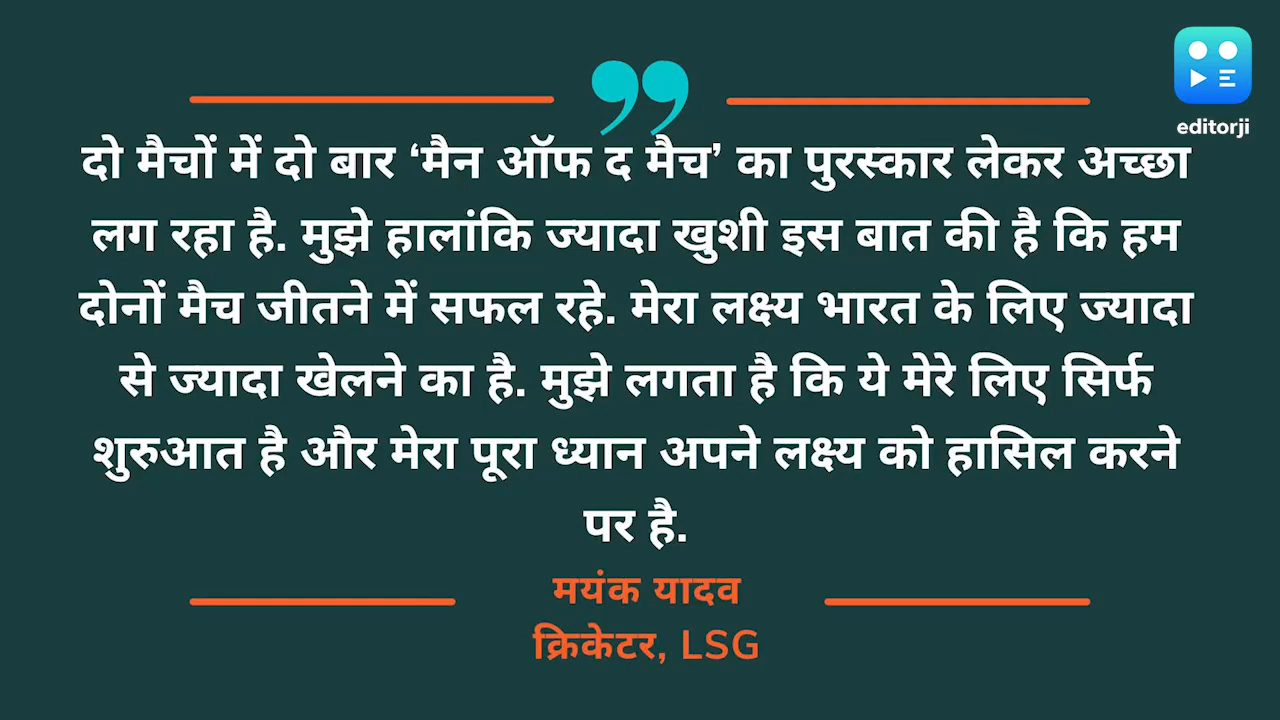 editorji
दो मैचों में दो बार ‘मैन ऑफ द मैच’ का पुरस्कार लेकर अच्छा
लग रहा है. मुझे हालांकि ज्यादा खुशी इस बात की है कि हम
दोनों मैच जीतने में सफल रहे. मेरा लक्ष्य भारत के लिए ज्यादा
से ज्यादा खेलने का है. मुझे लगता है कि ये मेरे लिए सिर्फ
शुरुआत है और मेरा पूरा ध्यान अपने लक्ष्य को हासिल करने
पर है.
मयंक यादव
क्रिकेटर, LSG